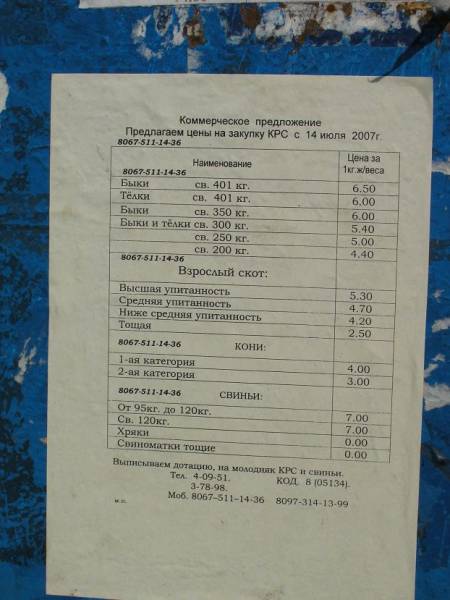 Коммерческое предложение
Предлагаем цены на закупку КРС с 14 июля 2007г.
8067-511-14-36
Наименование Цена за 1кг.ж/веса
8067-511-14-36
Быки св. 401 кг. 6.50
Тёлки св. 401 кг. 6,00
Быки св. 350 кг. 6.00
Быки и тёлки св. 300 кг. 5.40
св. 250 кг. 5.00
св. 200 кг. 4.40
8067-511-14-36
Взрослый скот:
Высшая упитанность 5.30
Средняя упитанность 4.70
Ниже средняя упитанность 4.20
Тощая 2.50
8067-511-14-36 КОНИ:
1-ая категория 4.00
2-ая категория 3.00
8067-511-14-36 СВИНЬИ:
От 95кг. до 120кг. 7.00
Св. 120кг. 7.00
Хряки 0.00
Свиноматки тощие 0.00
Выписываем дотацию, на молодняк КРС и свиньи.
Тел. 4-09-51. КОД. 8 (05134).
3-78-98.
Моб. 8067-511-14-36 8097-314-13-99
м.п.